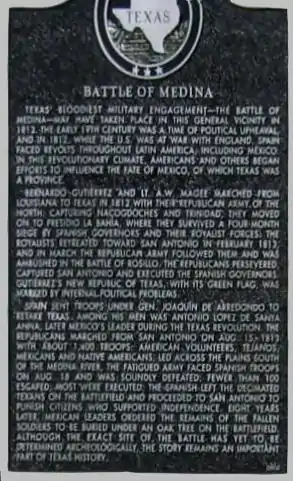 TEXAS
BATTLE OF MEDINA
TEXAS' BLOODIEST MILITARY ENGAGEMENT—THE BATTLE OF
MEDINA—MAY HAVE TAKEN PLACE IN THIS GENERAL VICINITY IN
1813. THE EARLY 19TH CENTURY WAS A TIME OF POLITICAL UPHEAVAL,
AND IN 1812, WHILE THE U.S. WAS AT WAR WITH ENGLAND, SPAIN
FACED REVOLTS THROUGHOUT LATIN AMERICA, INCLUDING MEXICO.
IN THIS REVOLUTIONARY CLIMATE, AMERICANS AND OTHERS BEGAN
EFFORTS TO INFLUENCE THE FATE OF MEXICO, OF WHICH TEXAS WAS
A PROVINCE.
BERNARDO GUTIÉRREZ AND LT. A.W. MAGEE MARCHED FROM
LOUISIANA TO TEXAS IN 1812 WITH THEIR REPUBLICAN ARMY OF THE
NORTH. CAPTURING NACOGDOCHES AND TRINIDAD, THEY MOVED
ON TO PRESIDIO LA BAHÍA, WHERE THEY SURVIVED A FOUR-MONTH
SIEGE BY SPANISH GOVERNORS AND THEIR ROYALIST FORCES. THE
ROYALISTS RETREATED TOWARD SAN ANTONIO IN FEBRUARY 1813,
AND IN MARCH THE REPUBLICAN ARMY FOLLOWED THEM AND WAS
AMBUSHED IN THE BATTLE OF ROSILLO. THE REPUBLICANS PERSEVERED,
CAPTURED SAN ANTONIO AND EXECUTED THE SPANISH GOVERNORS.
GUTIÉRREZ'S NEW REPUBLIC OF TEXAS, WITH ITS GREEN FLAG, WAS
MARKED BY INTERNAL POLITICAL PROBLEMS.
SPAIN SENT TROOPS UNDER GEN. JOAQUÍN DE ARREDONDO TO
RETAKE TEXAS. AMONG HIS MEN WAS ANTONIO LÓPEZ DE SANTA
ANNA, LATER MEXICO'S LEADER DURING THE TEXAS REVOLUTION. THE
REPUBLICANS MARCHED FROM SAN ANTONIO ON AUG. 15, 1813
WITH ABOUT 1,400 TROOPS: AMERICAN VOLUNTEERS, TEJANOS,
MEXICANS AND NATIVE AMERICANS. LED ACROSS THE PLAINS SOUTH
OF THE MEDINA RIVER, THE FATIGUED ARMY FACED SPANISH TROOPS
ON AUG. 18 AND WAS SOUNDLY DEFEATED; FEWER THAN 100
ESCAPED; MOST WERE EXECUTED. THE SPANISH LEFT THE DECIMATED
TEXANS ON THE BATTLEFIELD AND PROCEEDED TO SAN ANTONIO TO
PUNISH CITIZENS WHO SUPPORTED INDEPENDENCE. EIGHT YEARS
LATER, MEXICAN LEADERS ORDERED THE REMAINS OF THE FALLEN
SOLDIERS TO BE BURIED UNDER AN OAK TREE ON THE BATTLEFIELD.
ALTHOUGH THE EXACT SITE OF THE BATTLE HAS YET TO BE
DETERMINED ARCHEOLOGICALLY, THE STORY REMAINS AN IMPORTANT
PART OF TEXAS HISTORY.